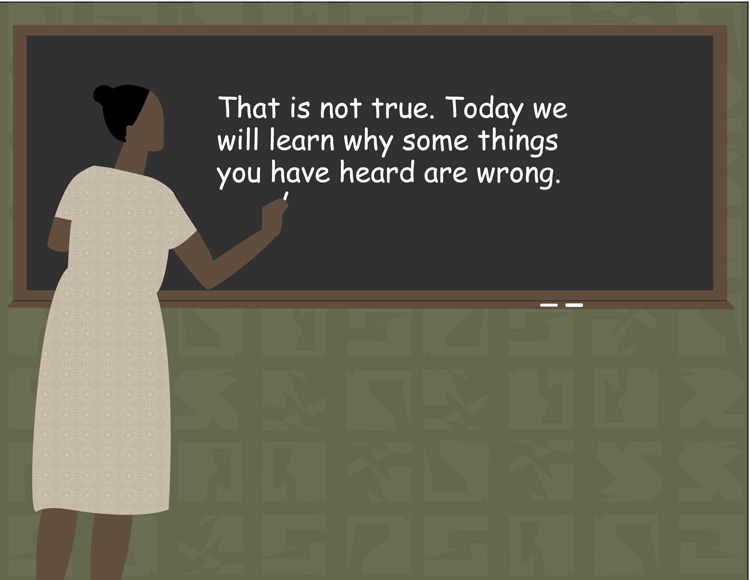 That is not true. Today we
will learn why some things
you have heard are wrong.